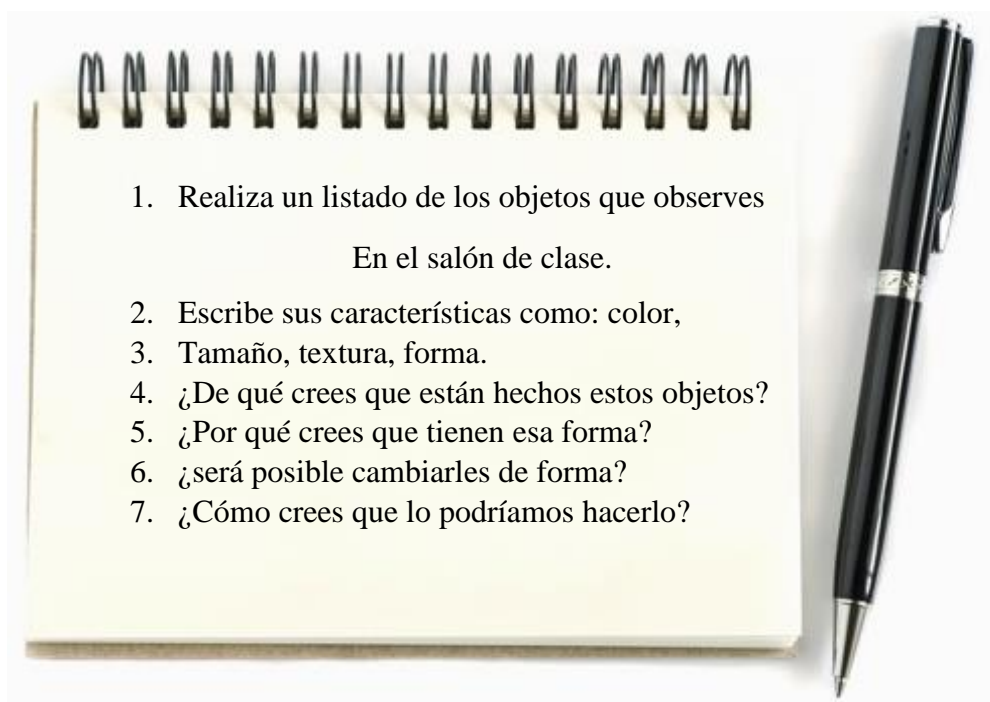 1. Realiza un listado de los objetos que observes
En el salón de clase.
2. Escribe sus características como: color,
3. Tamaño, textura, forma.
4. ¿De qué crees que están hechos estos objetos?
5. ¿Por qué crees que tienen esa forma?
6. ¿será posible cambiarles de forma?
7. ¿Cómo crees que lo podríamos hacerlo?